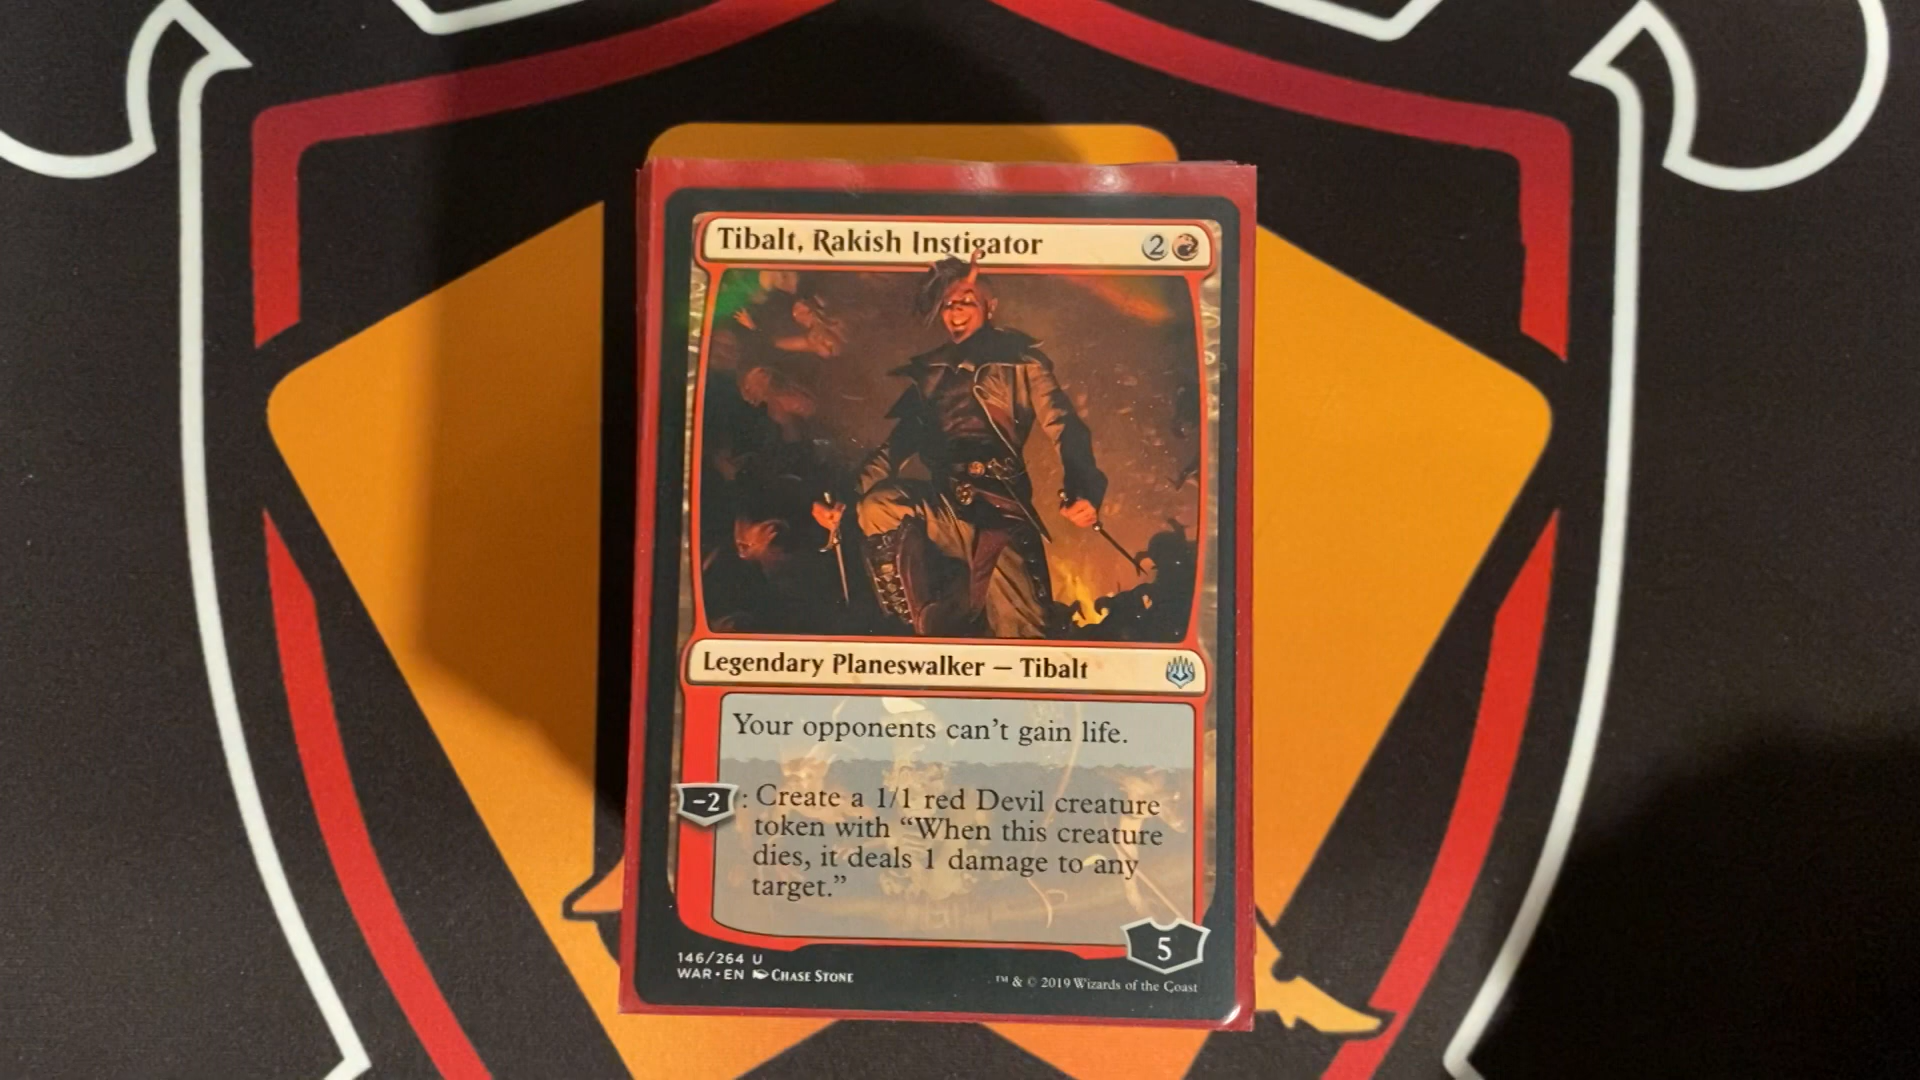 Tibalt, Rakish Instigator 2
Legendary Planeswalker — Tibalt
Your opponents can't gain life.
-2: Create a 1/1 red Devil creature
token with “When this creature
dies, it deals 1 damage to any
target.”
5
146/264 U
WAR • EN Chase Stone
™ & © 2019 Wizards of the Coast